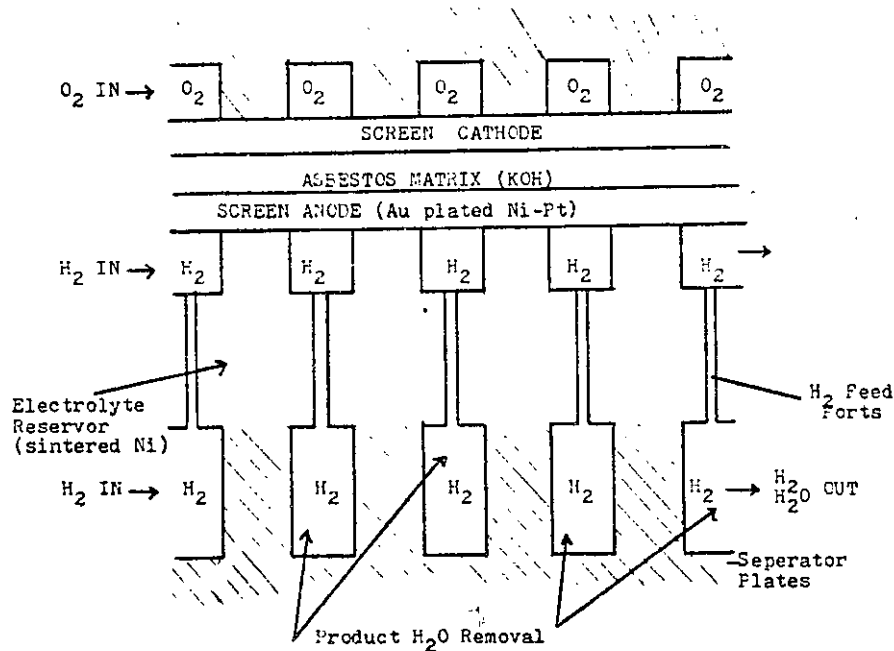 O2 IN → O2 O2 O2 O2 O2
SCREEN CATHODE
ASBESTOS MATRIX (KOH)
SCREEN ANODE (Au plated Ni-Pt)
H2 IN → H2 H2 H2 H2 H2 →
Electrolyte
Reservor
(sintered Ni)
H2 Feed
Ports
H2 IN → H2 H2 H2 H2 H2 → H2
H2O OUT
Seperator
Plates
Product H2O Removal